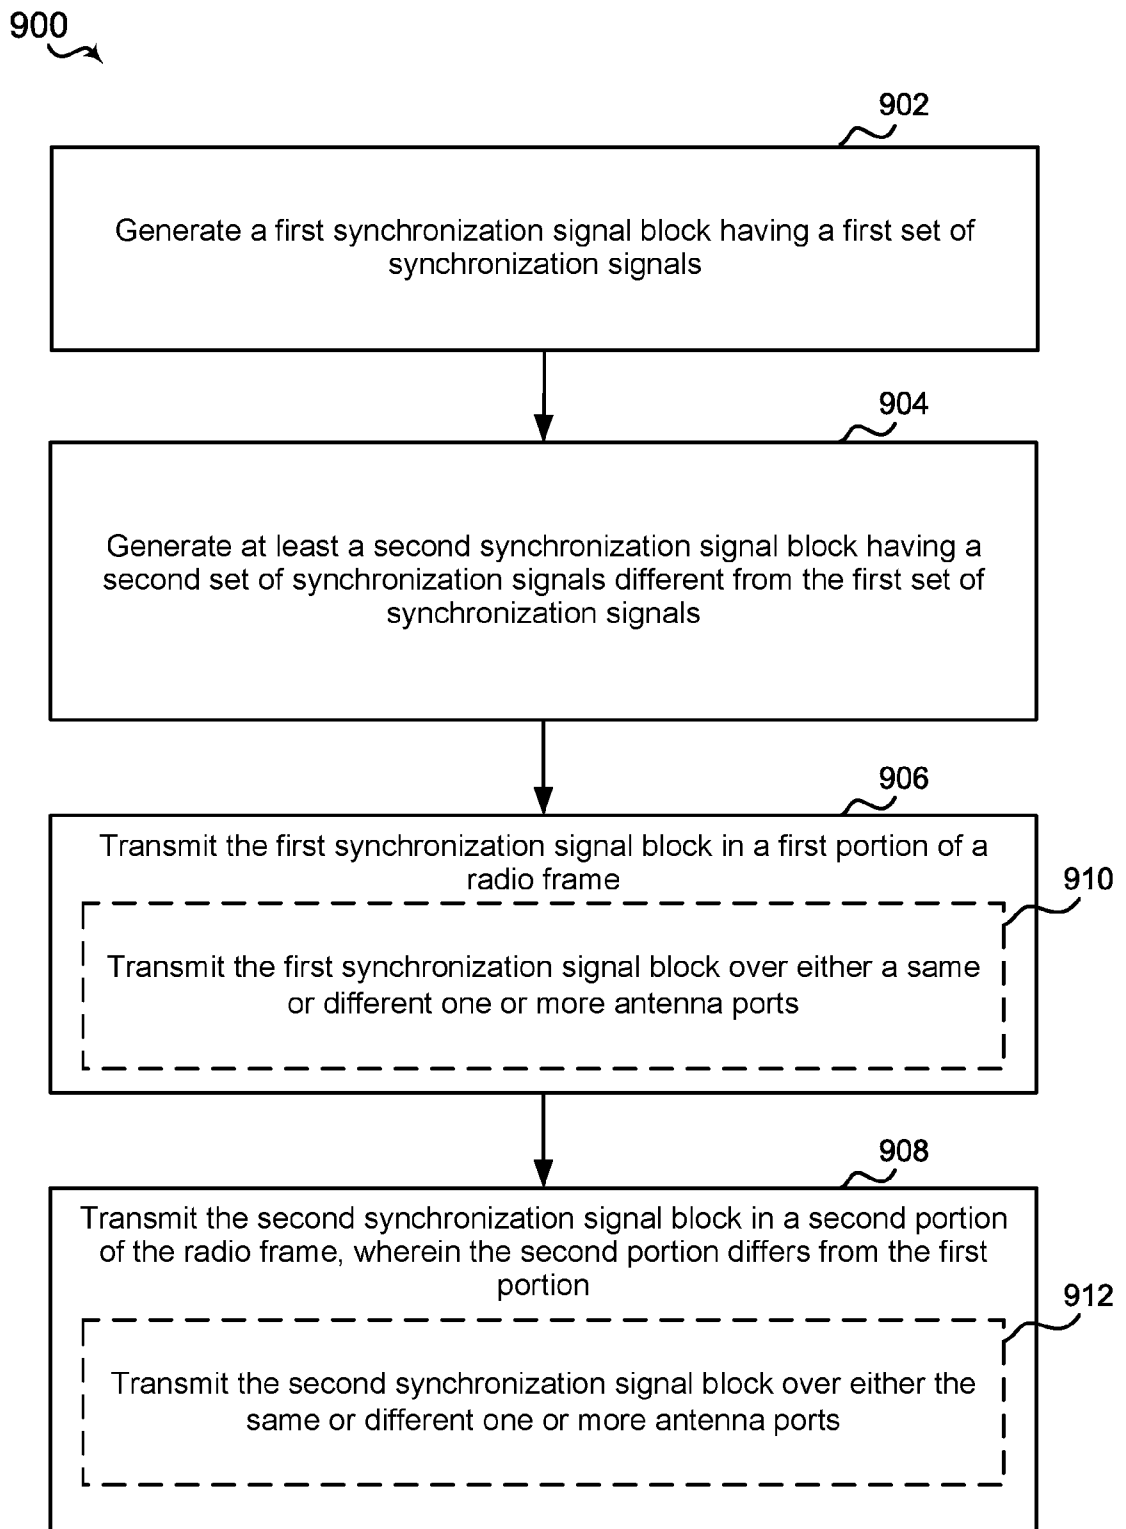 900
902
Generate a first synchronization signal block having a first set of
synchronization signals
904
Generate at least a second synchronization signal block having a
second set of synchronization signals different from the first set of
synchronization signals
906
Transmit the first synchronization signal block in a first portion of a
radio frame
910
Transmit the first synchronization signal block over either a same
or different one or more antenna ports
908
Transmit the second synchronization signal block in a second portion
of the radio frame, wherein the second portion differs from the first
portion
912
Transmit the second synchronization signal block over either the
same or different one or more antenna ports